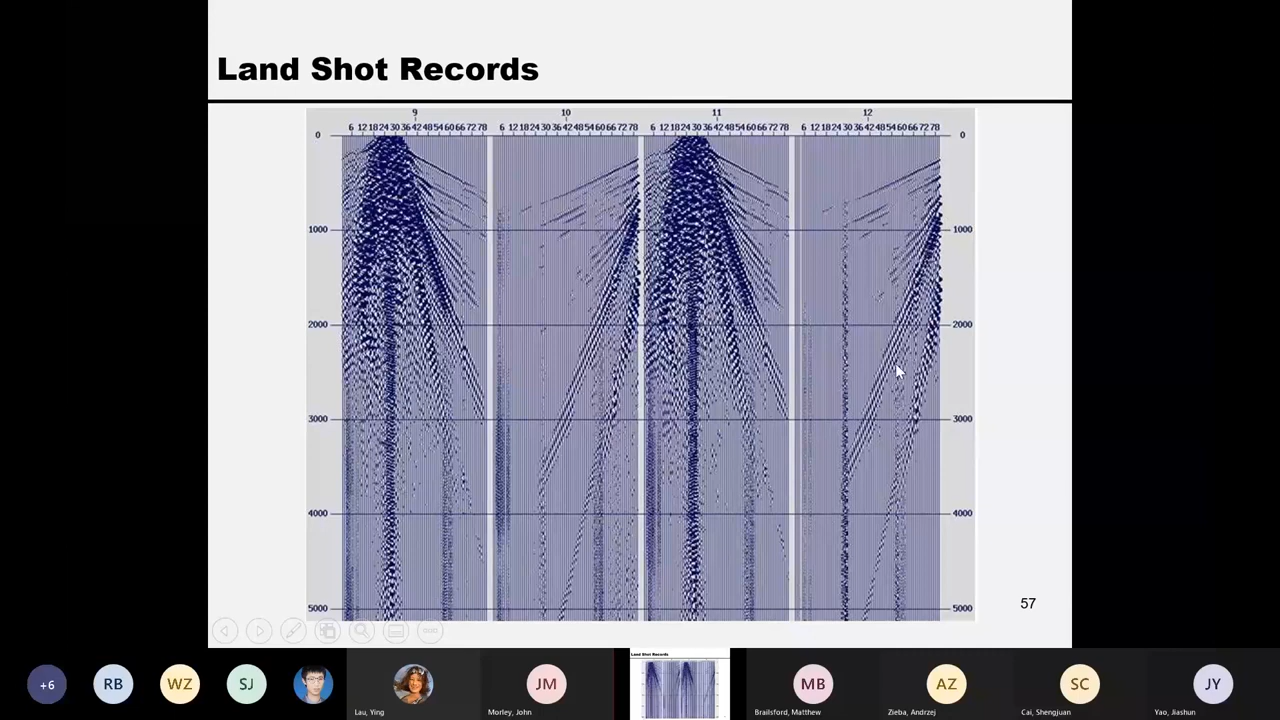 Land Shot Records
9 10 11 12
6 12 18 24 30 36 42 48 54 60 66 72 78 6 12 18 24 30 36 42 48 54 60 66 72 78 6 12 18 24 30 36 42 48 54 60 66 72 78 6 12 18 24 30 36 42 48 54 60 66 72 78
0 0
1000 1000
2000 2000
3000 3000
4000 4000
57
5000 5000
Land Shot Records
+6 RB WZ SJ JM MB AZ SC JY
Lau, Ying Morley, John Brailsford, Matthew Zieba, Andrzej Cai, Shengjuan Yao, Jiashun